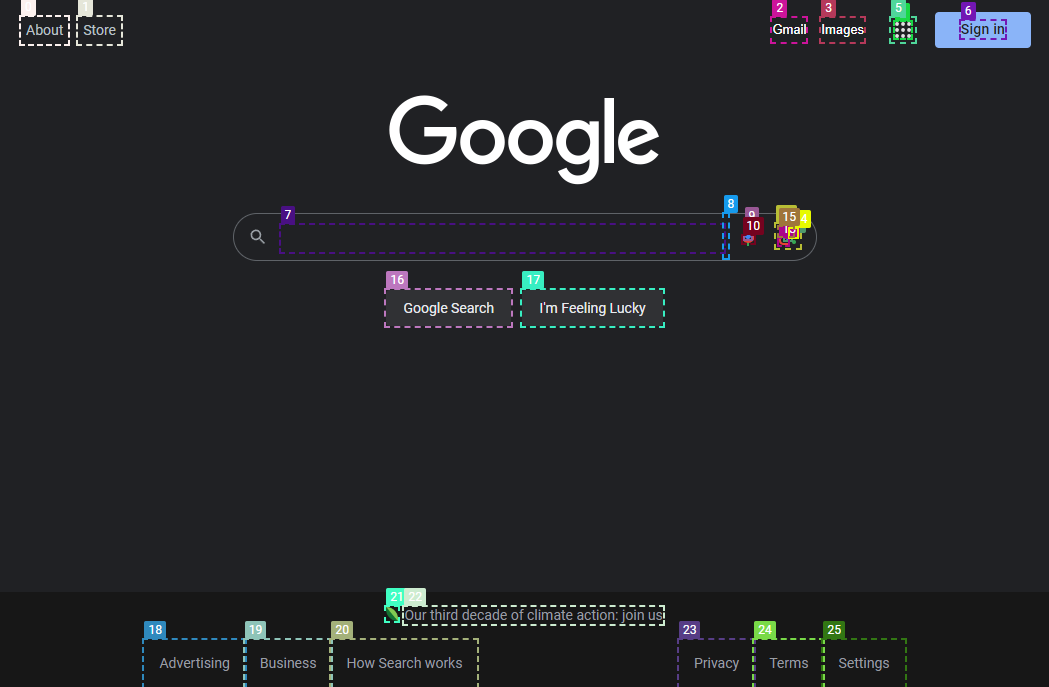 0 1 2 3 5 6
About Store Gmail Images Sign in
Google
7 8 9 10 15 4
16 17
Google Search I'm Feeling Lucky
21 22
Our third decade of climate action: join us
18 19 20 23 24 25
Advertising Business How Search works Privacy Terms Settings